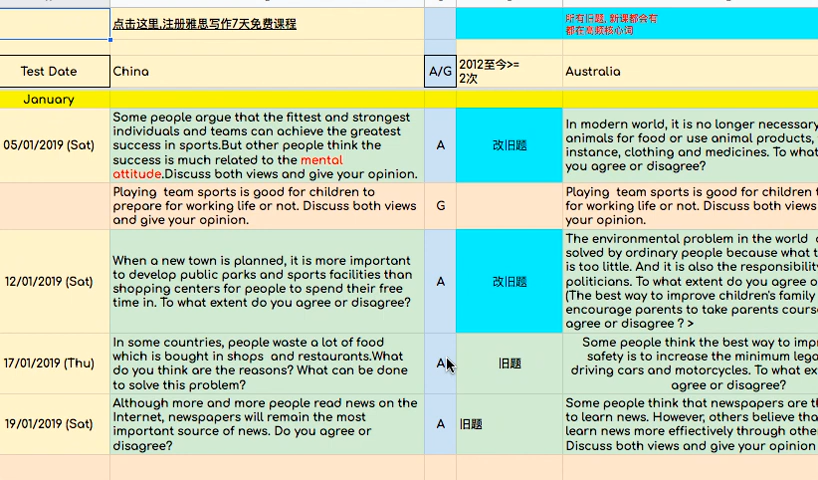 点击这里,注册雅思写作7天免费课程
所有旧题, 新课都会有
都在高频核心词
Test Date
China
A/G
2012至今>=
2次
Australia
January
05/01/2019 (Sat)
Some people argue that the fittest and strongest
individuals and teams can achieve the greatest
success in sports.But other people think the
success is much related to the mental
attitude.Discuss both views and give your opinion.
A
改旧题
In modern world, it is no longer necessary
animals for food or use animal products,
instance, clothing and medicines. To what
you agree or disagree?
Playing team sports is good for children to
prepare for working life or not. Discuss both views
and give your opinion.
G
Playing team sports is good for children t
for working life or not. Discuss both views
your opinion.
12/01/2019 (Sat)
When a new town is planned, it is more important
to develop public parks and sports facilities than
shopping centers for people to spend their free
time in. To what extent do you agree or disagree?
A
改旧题
The environmental problem in the world
solved by ordinary people because what t
is too little. And it is also the responsibilit
politicians. To what extent do you agree o
(The best way to improve children's family
encourage parents to take parents cours
agree or disagree ? >
17/01/2019 (Thu)
In some countries, people waste a lot of food
which is bought in shops and restaurants.What
do you think are the reasons? What can be done
to solve this problem?
A
旧题
Some people think the best way to impr
safety is to increase the minimum lega
driving cars and motorcycles. To what ex
agree or disagree?
19/01/2019 (Sat)
Although more and more people read news on the
Internet, newspapers will remain the most
important source of news. Do you agree or
disagree?
A
旧题
Some people think that newspapers are th
to learn news. However, others believe tha
learn news more effectively through othe
Discuss both views and give your opinion